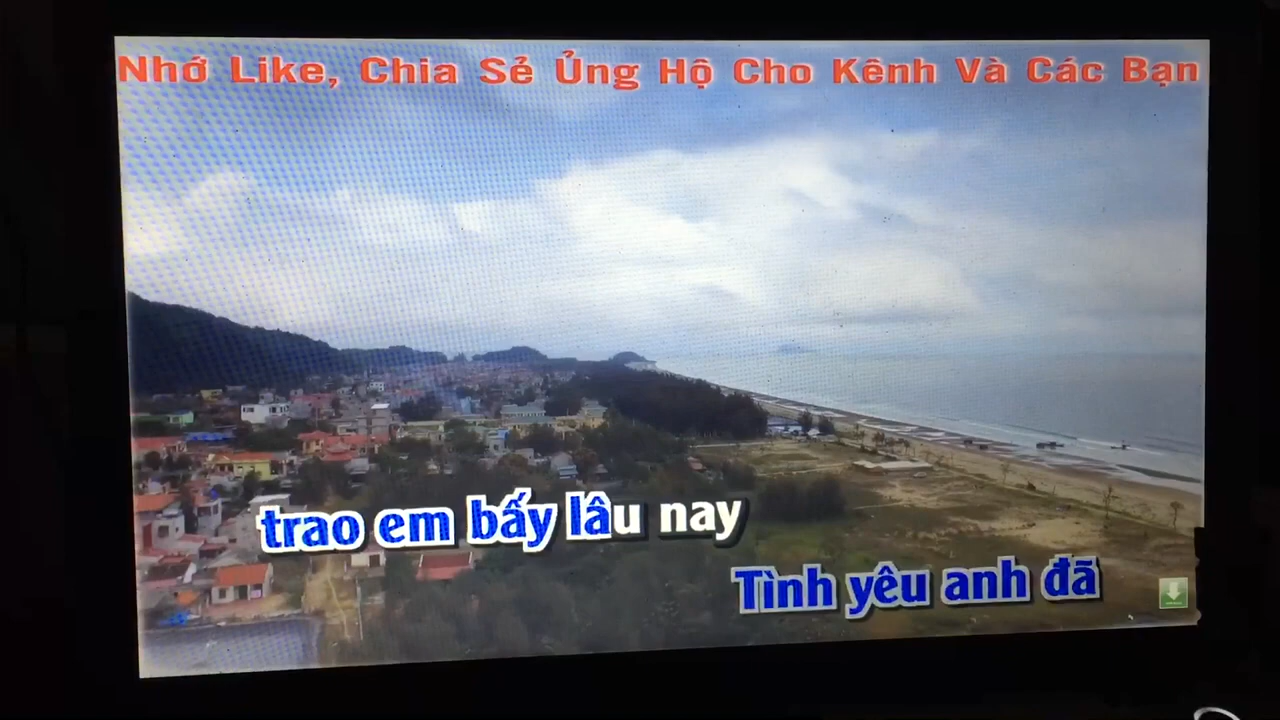 Nhớ Like, Chia Sẻ Ủng Hộ Cho Kênh Và Các Bạn
trao em bấy lâu nay
Tình yêu anh đã